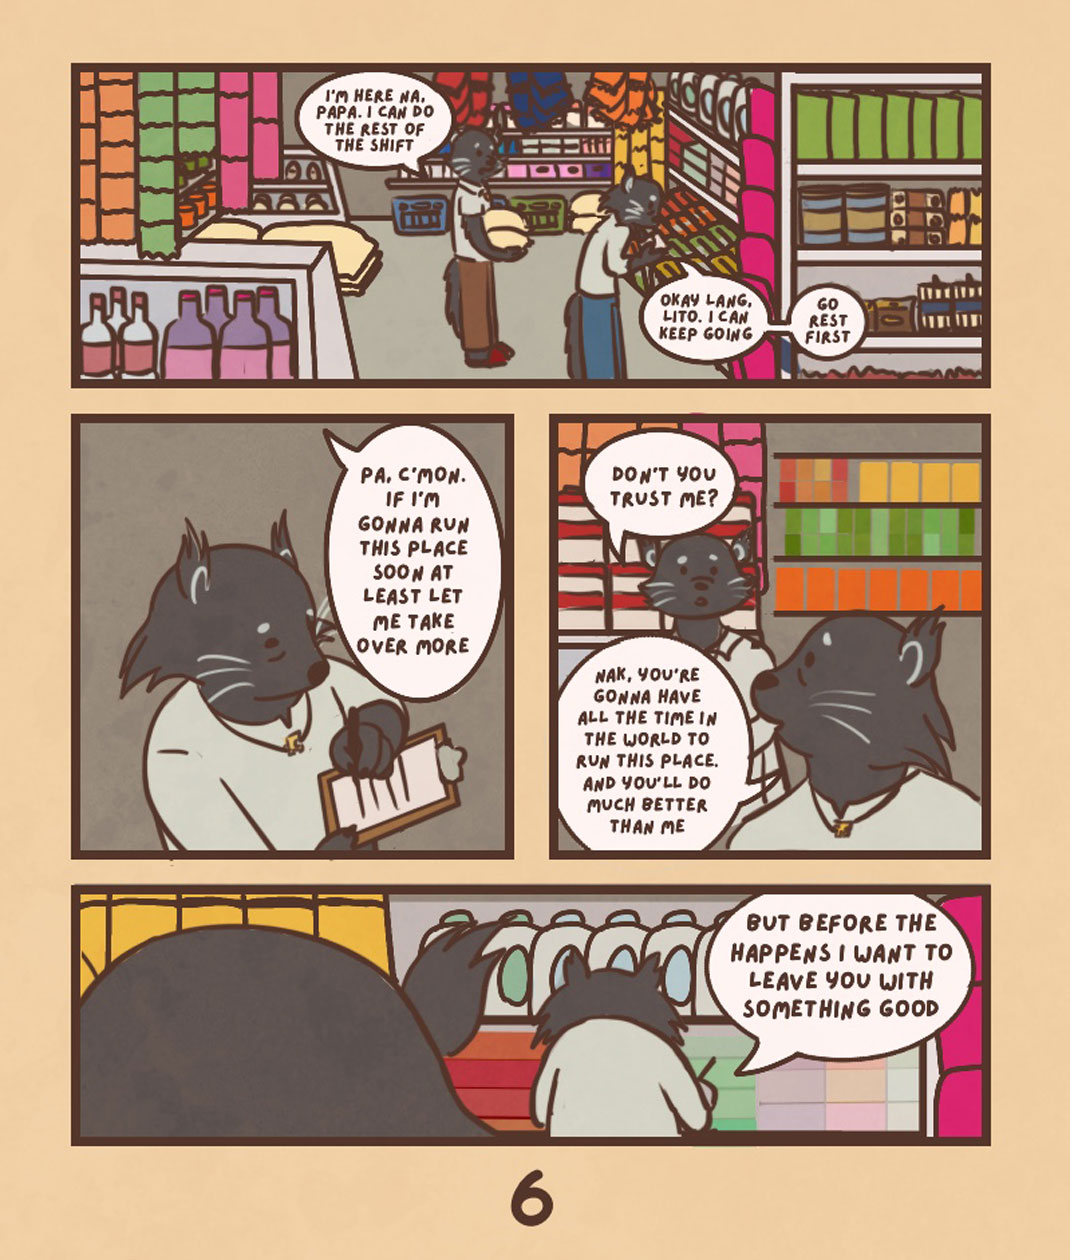 I'M HERE NA,
PAPA. I CAN DO
THE REST OF
THE SHIFT
OKAY LANG,
LITO. I CAN
KEEP GOING
GO
REST
FIRST
PA, C'MON.
IF I'M
GONNA RUN
THIS PLACE
SOON AT
LEAST LET
ME TAKE
OVER MORE
DON'T YOU
TRUST ME?
NAK, YOU'RE
GONNA HAVE
ALL THE TIME IN
THE WORLD TO
RUN THIS PLACE.
AND YOU'LL DO
MUCH BETTER
THAN ME
BUT BEFORE THE
HAPPENS I WANT TO
LEAVE YOU WITH
SOMETHING GOOD
6